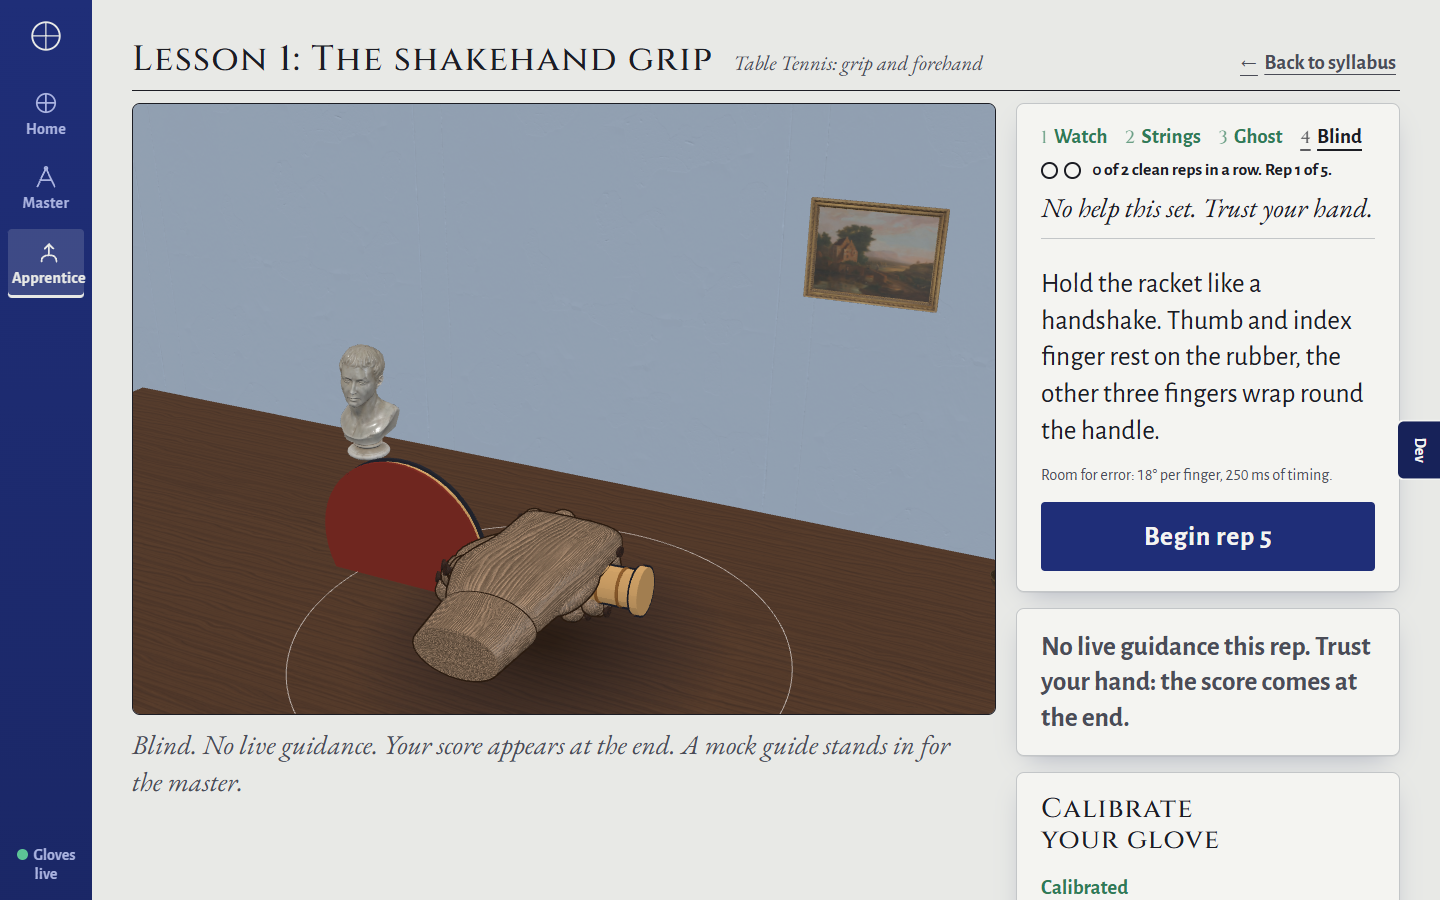 Lesson 1: The shakehand grip
Table Tennis: grip and forehand
← Back to syllabus
Home
Master
Apprentice
Gloves
live
1 Watch 2 Strings 3 Ghost 4 Blind
0 of 2 clean reps in a row. Rep 1 of 5.
No help this set. Trust your hand.
Hold the racket like a
handshake. Thumb and index
finger rest on the rubber, the
other three fingers wrap round
the handle.
Room for error: 18° per finger, 250 ms of timing.
Begin rep 5
Dev
No live guidance this rep. Trust
your hand: the score comes at
the end.
Calibrate
your glove
Calibrated
Blind. No live guidance. Your score appears at the end. A mock guide stands in for
the master.